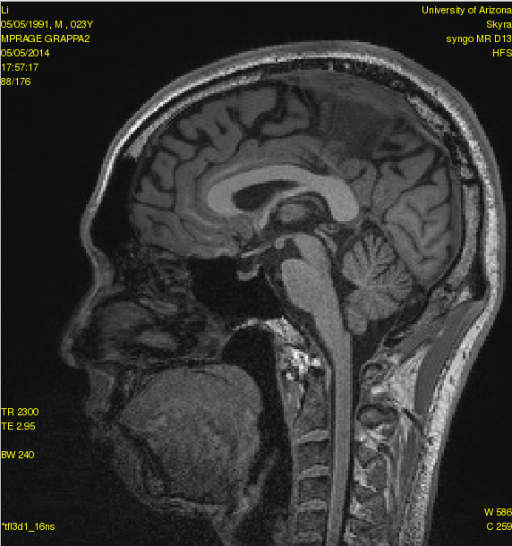 Li
05/05/1991, M , 023Y
MPRAGE GRAPPA2
05/05/2014
17:57:17
88/176
University of Arizona
Skyra
syngo MR D13
HFS
TR 2300
TE 2.95
BW 240
*tfl3d1_16ns
W 586
C 259